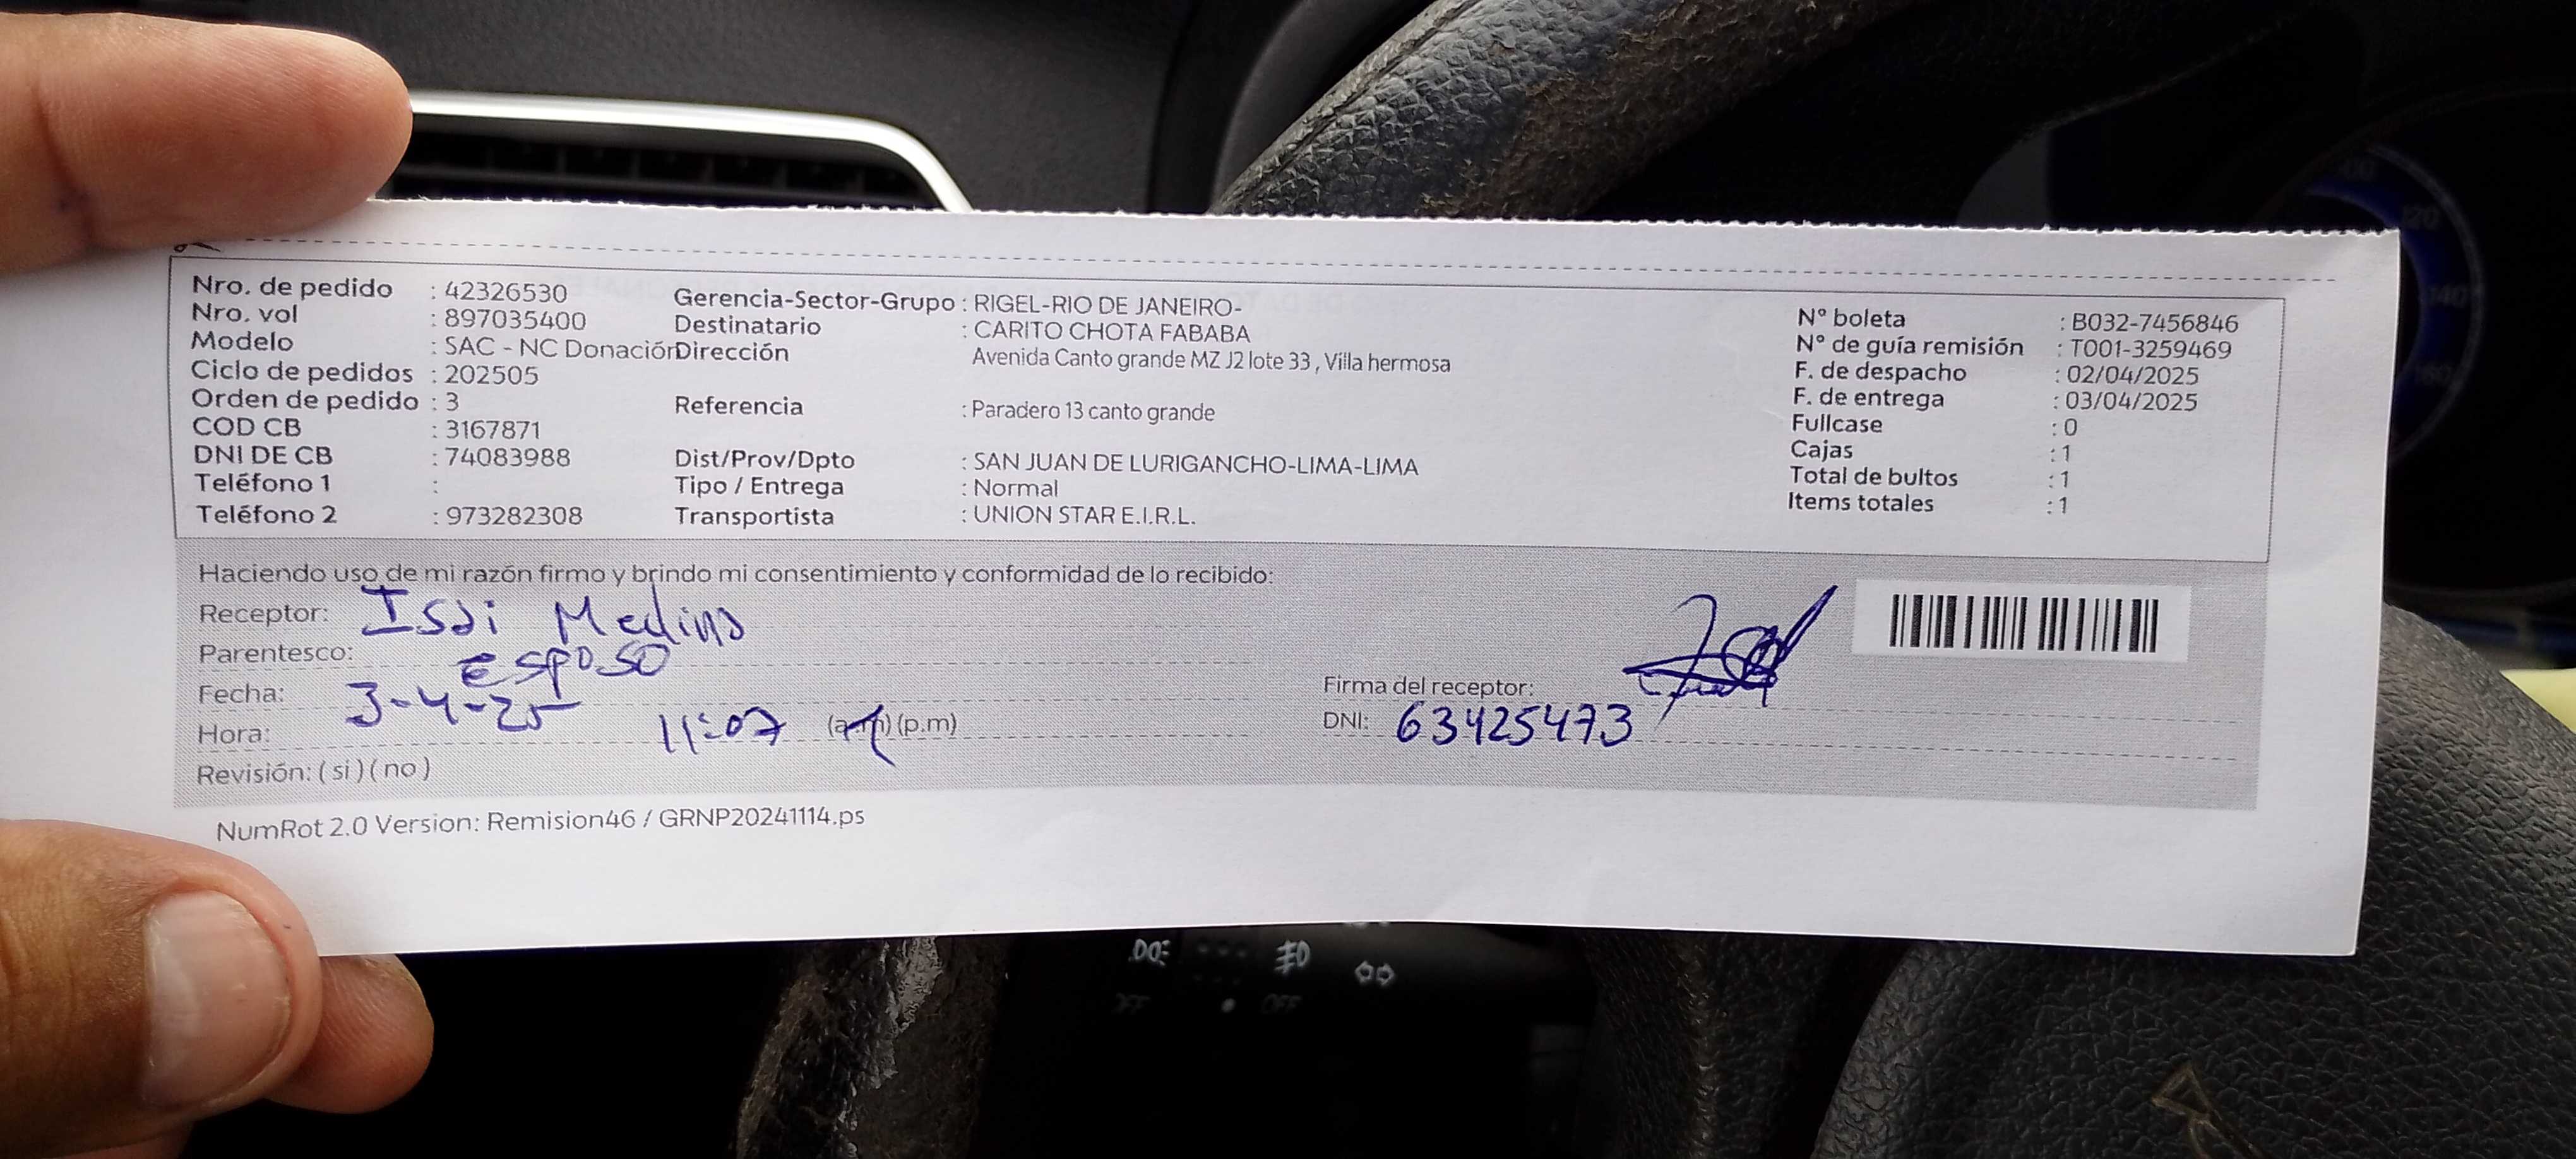 Nro. de pedido : 42326530
Nro. vol : 897035400
Modelo : SAC - NC Donación
Ciclo de pedidos : 202505
Orden de pedido : 3
COD CB : 3167871
DNI DE CB : 74083988
Teléfono 1 :
Teléfono 2 : 973282308
Gerencia-Sector-Grupo : RIGEL-RIO DE JANEIRO-
Destinatario : CARITO CHOTA FABABA
Dirección Avenida Canto grande MZ J2 lote 33 , Villa hermosa
Referencia : Paradero 13 canto grande
Dist/Prov/Dpto : SAN JUAN DE LURIGANCHO-LIMA-LIMA
Tipo / Entrega : Normal
Transportista : UNION STAR E.I.R.L.
N° boleta : B032-7456846
N° de guía remisión : T001-3259469
F. de despacho : 02/04/2025
F. de entrega : 03/04/2025
Fullcase : 0
Cajas : 1
Total de bultos : 1
Items totales : 1
Haciendo uso de mi razón firmo y brindo mi consentimiento y conformidad de lo recibido:
Receptor: Medina
Parentesco: esposo
Fecha: 3-4-25
Hora: 11:07 (a.m) (p.m)
Revisión: ( si ) ( no )
Firma del receptor:
DNI: 63425473
NumRot 2.0 Version: Remision46 / GRNP20241114.ps
OFF
120
140
160